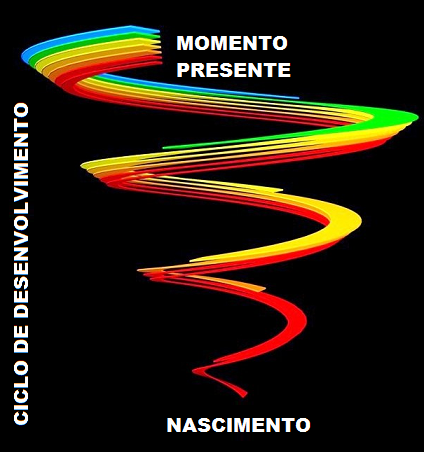 MOMENTO
PRESENTE
CICLO DE DESENVOLVIMENTO
NASCIMENTO